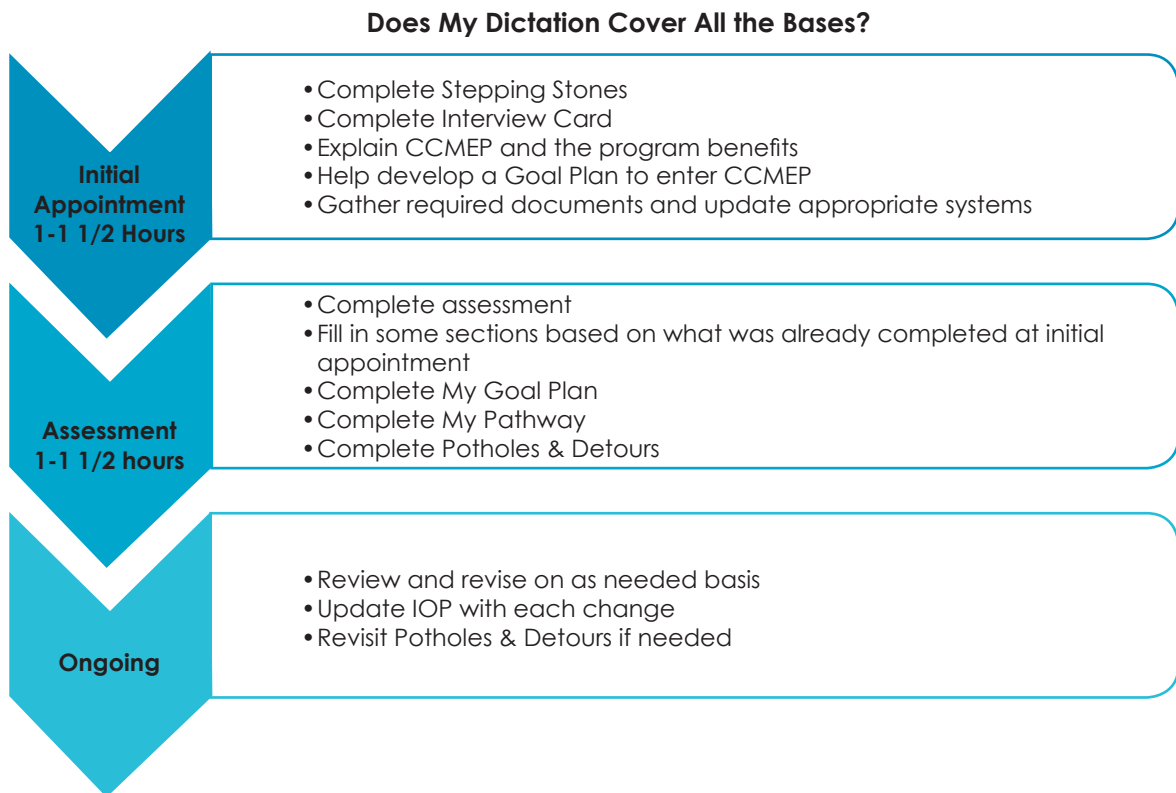 Does My Dictation Cover All the Bases?
Initial
Appointment
1-1 1/2 Hours
•Complete Stepping Stones
•Complete Interview Card
•Explain CCMEP and the program benefits
•Help develop a Goal Plan to enter CCMEP
•Gather required documents and update appropriate systems
Assessment
1-1 1/2 hours
•Complete assessment
•Fill in some sections based on what was already completed at initial
appointment
•Complete My Goal Plan
•Complete My Pathway
•Complete Potholes & Detours
Ongoing
•Review and revise on as needed basis
•Update IOP with each change
•Revisit Potholes & Detours if needed